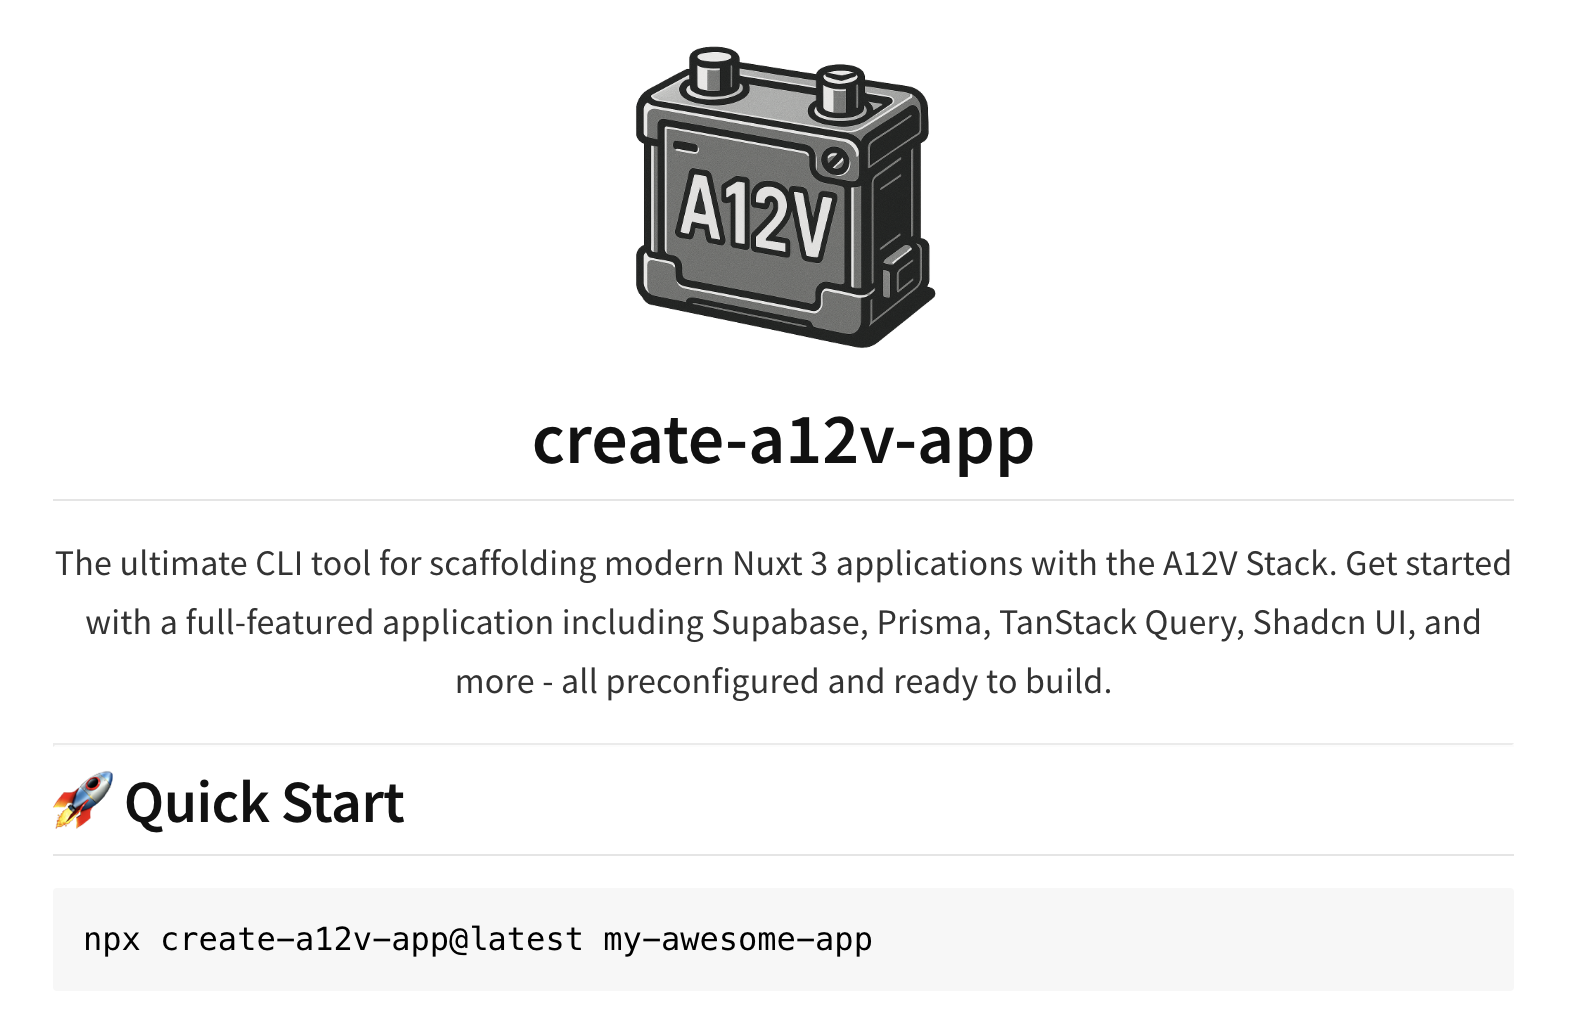 A12V
create-a12v-app
The ultimate CLI tool for scaffolding modern Nuxt 3 applications with the A12V Stack. Get started
with a full-featured application including Supabase, Prisma, TanStack Query, Shadcn UI, and
more - all preconfigured and ready to build.
🚀 Quick Start
npx create-a12v-app@latest my-awesome-app